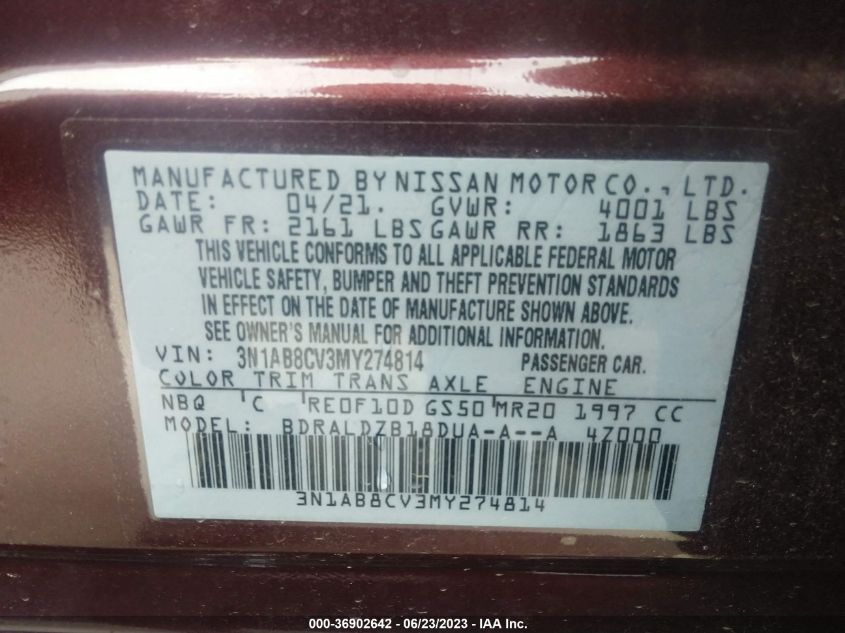 MANUFACTURED BY NISSAN MOTOR CO., LTD.
DATE: 04/21. GVWR: 4001 LBS
GAWR FR: 2161 LBS GAWR RR: 1863 LBS
THIS VEHICLE CONFORMS TO ALL APPLICABLE FEDERAL MOTOR
VEHICLE SAFETY, BUMPER AND THEFT PREVENTION STANDARDS
IN EFFECT ON THE DATE OF MANUFACTURE SHOWN ABOVE.
SEE OWNER'S MANUAL FOR ADDITIONAL INFORMATION.
VIN: 3N1AB8CV3MY274814 PASSENGER CAR.
COLOR TRIM TRANS AXLE ENGINE
NBQ C RE0F10D GS50 MR20 1997 CC
MODEL: BDRALDZB18DUA-A--A 4Z000
3N1AB8CV3MY274814
000-36902642 - 06/23/2023 - IAA Inc.